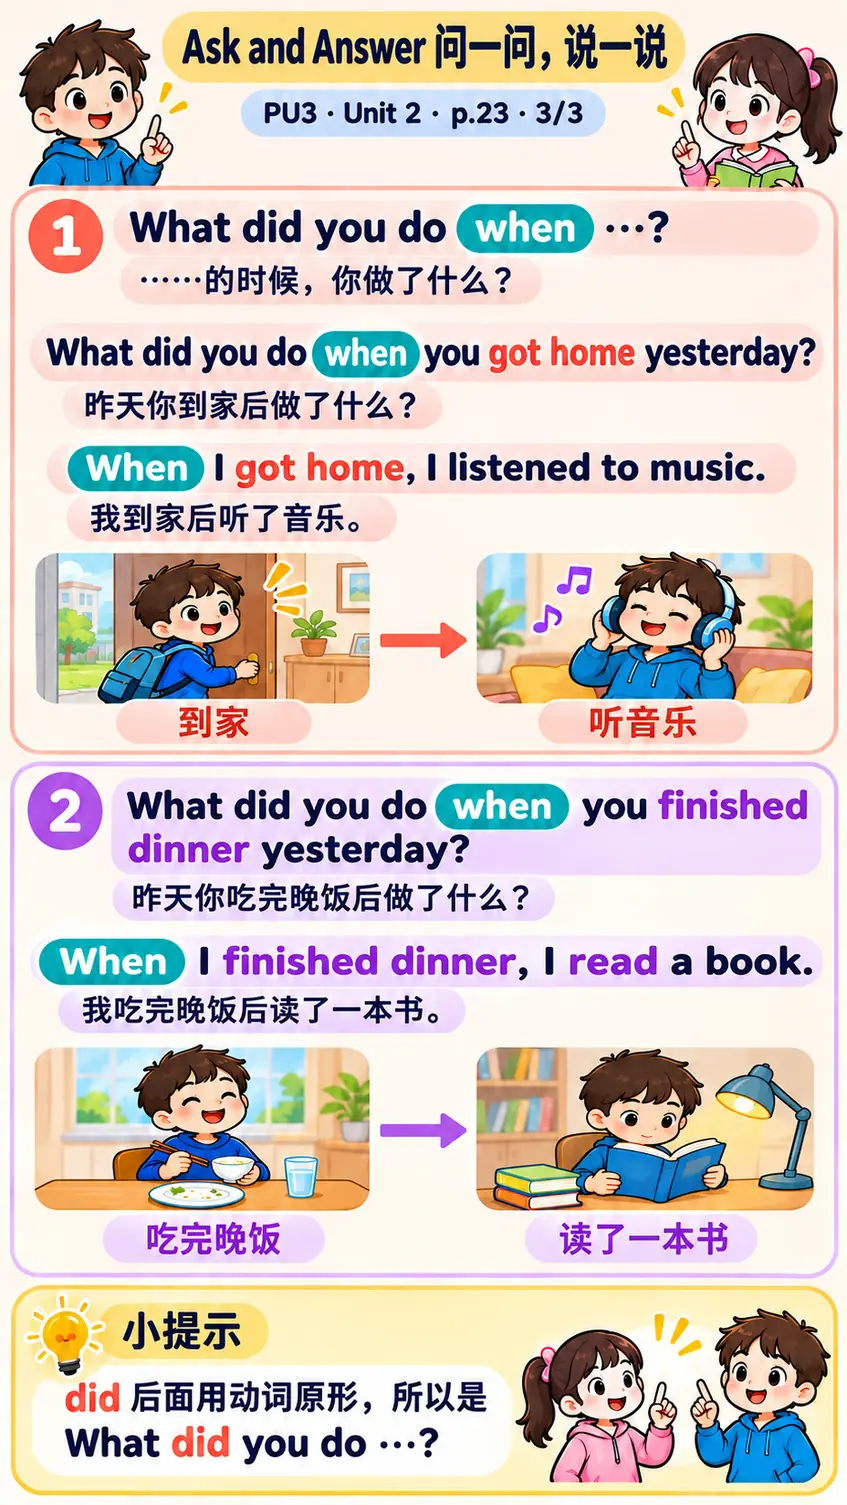 Ask and Answer 问一问，说一说
PU3 · Unit 2 · p.23 · 3/3
1
What did you do when ···?
······的时候，你做了什么？
What did you do when you got home yesterday?
昨天你到家后做了什么？
When I got home, I listened to music.
我到家后听了音乐。
到家
听音乐
2
What did you do when you finished
dinner yesterday?
昨天你吃完晚饭后做了什么？
When I finished dinner, I read a book.
我吃完晚饭后读了一本书。
吃完晚饭
读了一本书
小提示
did 后面用动词原形，所以是
What did you do ···?